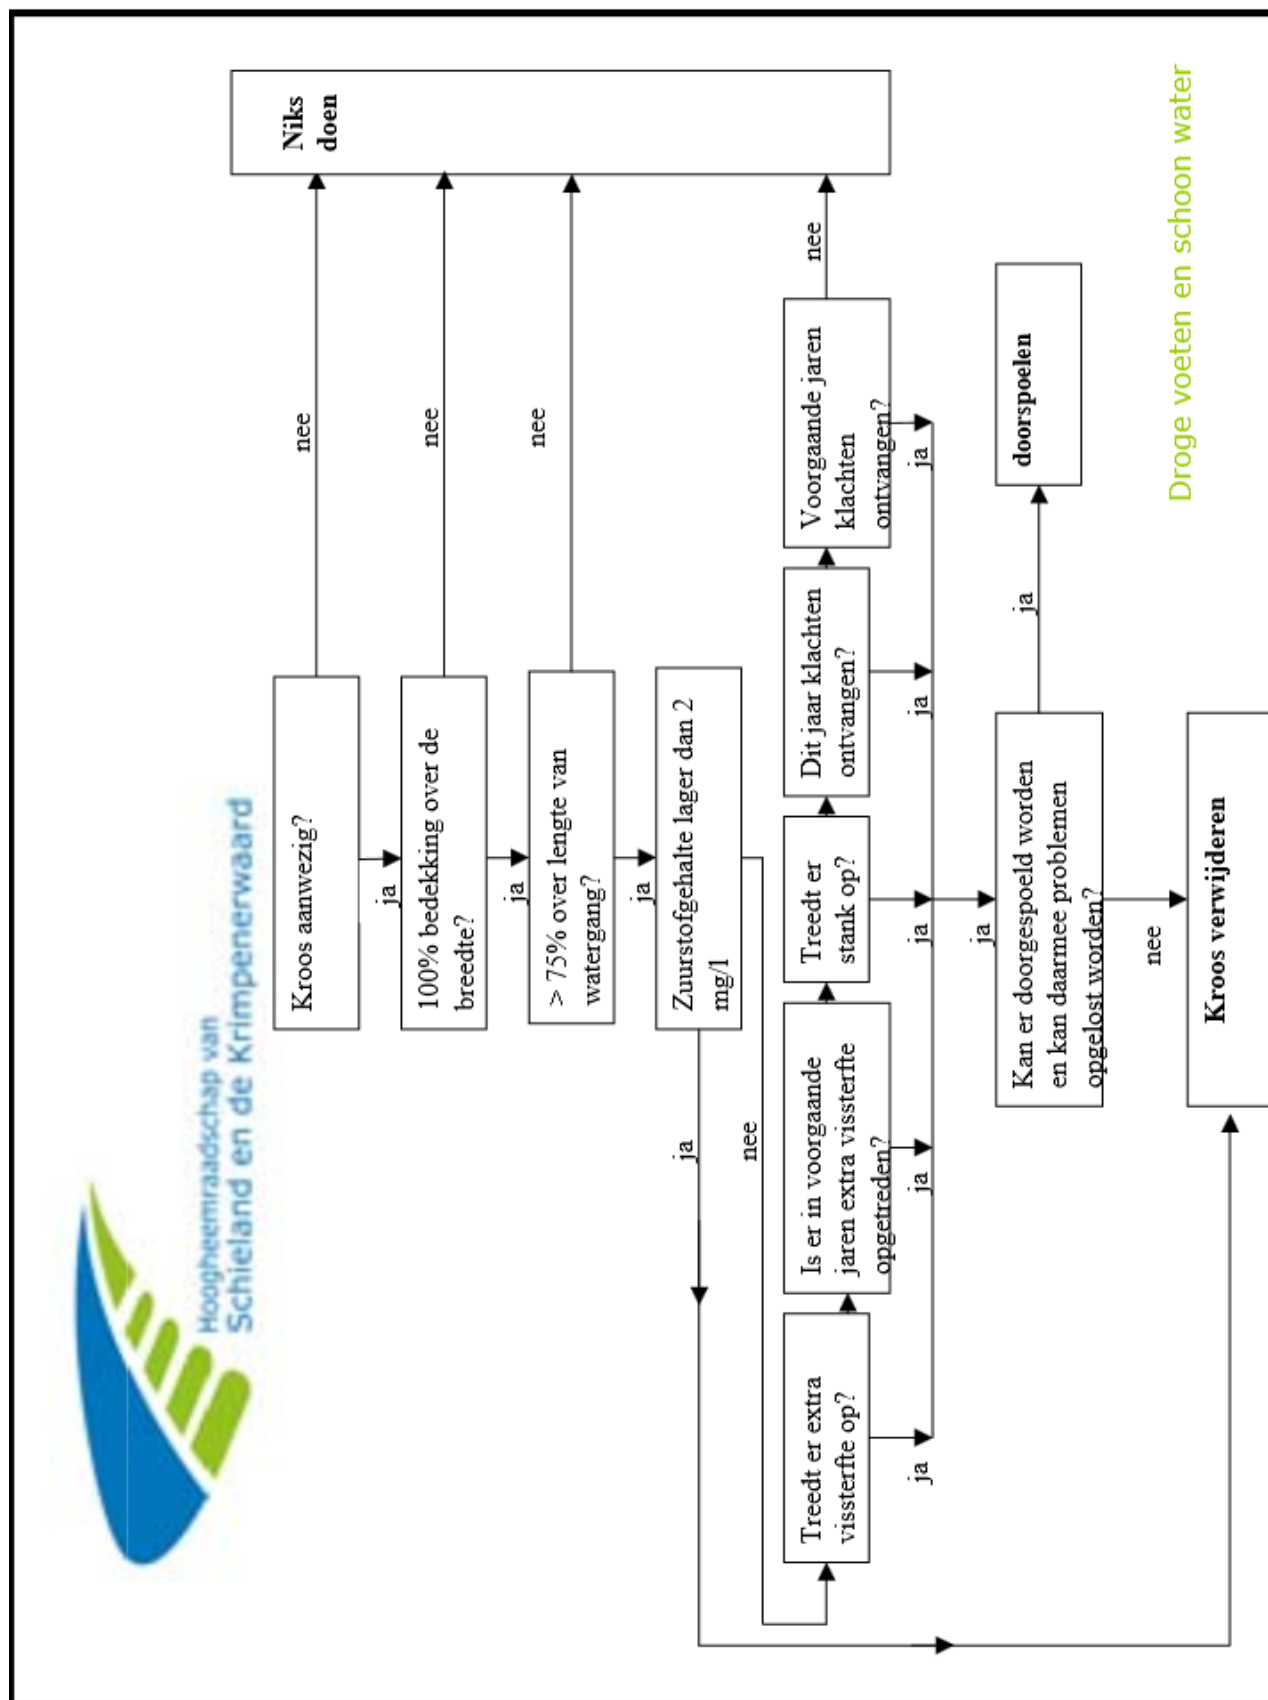 Hoogheemraadschap van
Schieland en de Krimpenerwaard
Kroos aanwezig?
nee
Niks
doen
ja
100% bedekking over de
breedte?
nee
ja
> 75% over lengte van
watergang?
nee
ja
Zuurstofgehalte lager dan 2
mg/l
ja
nee
Treedt er extra
vissterfte op?
Is er in voorgaande
jaren extra vissterfte
opgetreden?
Treedt er
stank op?
Dit jaar klachten
ontvangen?
Voorgaande jaren
klachten
ontvangen?
nee
ja
ja
ja
ja
ja
ja
Kan er doorgespoeld worden
en kan daarmee problemen
opgelost worden?
ja
doorspoelen
nee
Kroos verwijderen
Droge voeten en schoon water